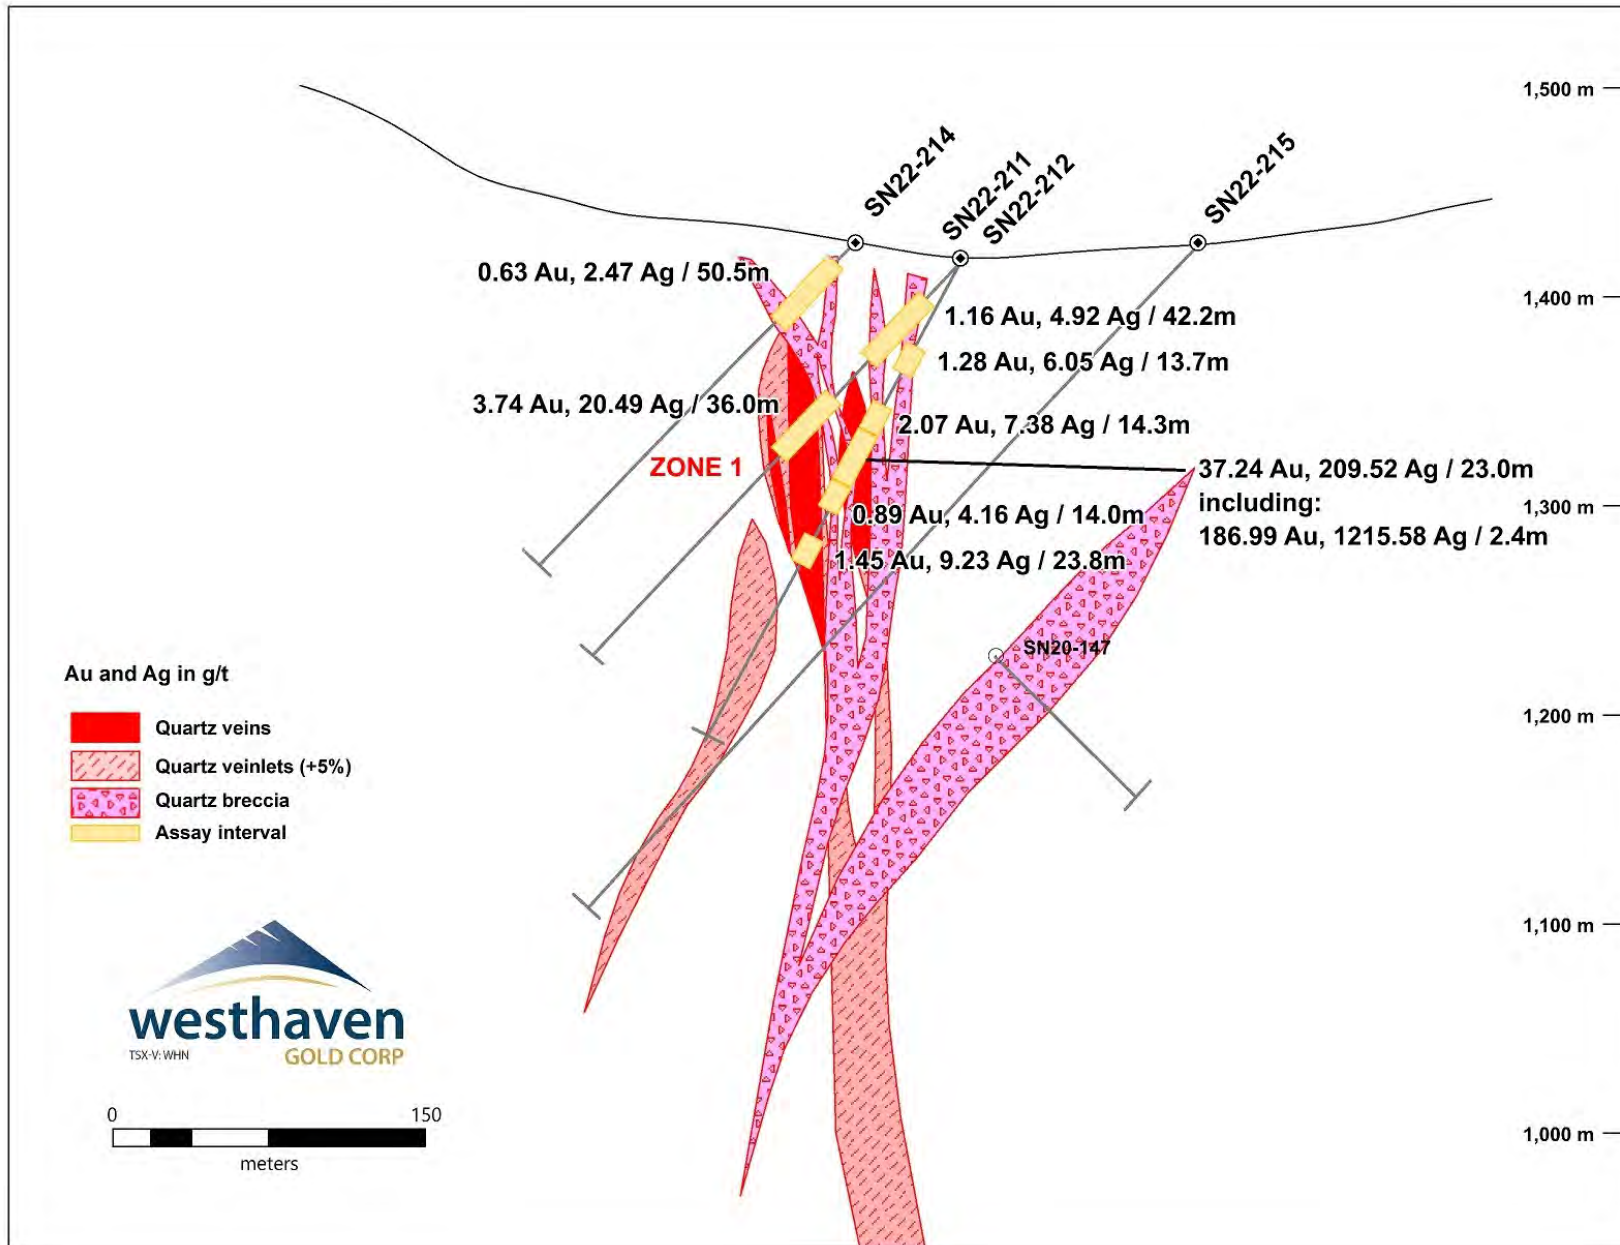 1,500 m
SN22-214
SN22-211
SN22-212
SN22-215
0.63 Au, 2.47 Ag / 50.5m
1,400 m
1.16 Au, 4.92 Ag / 42.2m
1.28 Au, 6.05 Ag / 13.7m
3.74 Au, 20.49 Ag / 36.0m
2.07 Au, 7.38 Ag / 14.3m
ZONE 1
37.24 Au, 209.52 Ag / 23.0m
including:
186.99 Au, 1215.58 Ag / 2.4m
1,300 m
0.89 Au, 4.16 Ag / 14.0m
1.45 Au, 9.23 Ag / 23.8m
SN20-147
Au and Ag in g/t
Quartz veins
Quartz veinlets (+5%)
Quartz breccia
Assay interval
1,200 m
1,100 m
westhaven
TSX-V: WHN
GOLD CORP
0 150
meters
1,000 m